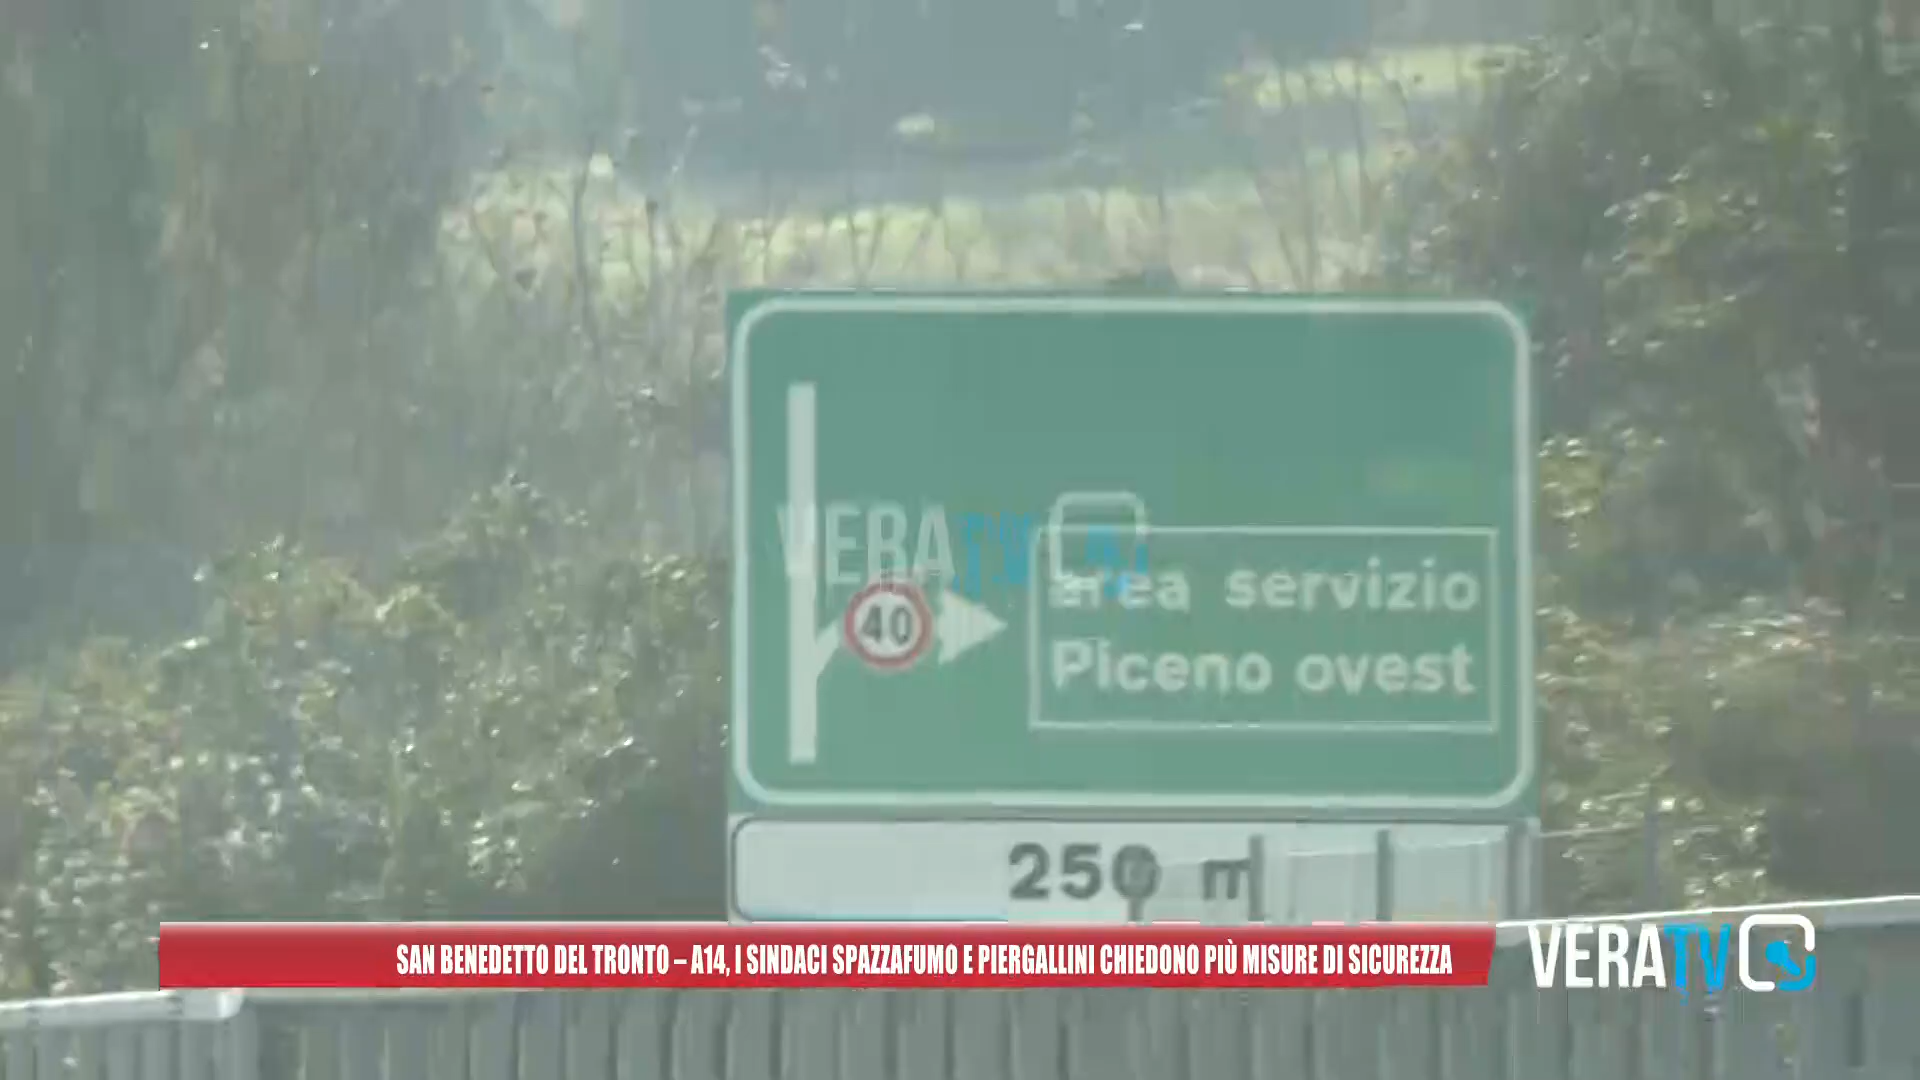 VERATV
40
area servizio
Piceno ovest
250 m
SAN BENEDETTO DEL TRONTO – A14, I SINDACI SPAZZAFUMO E PIERGALLINI CHIEDONO PIÙ MISURE DI SICUREZZA
VERATV